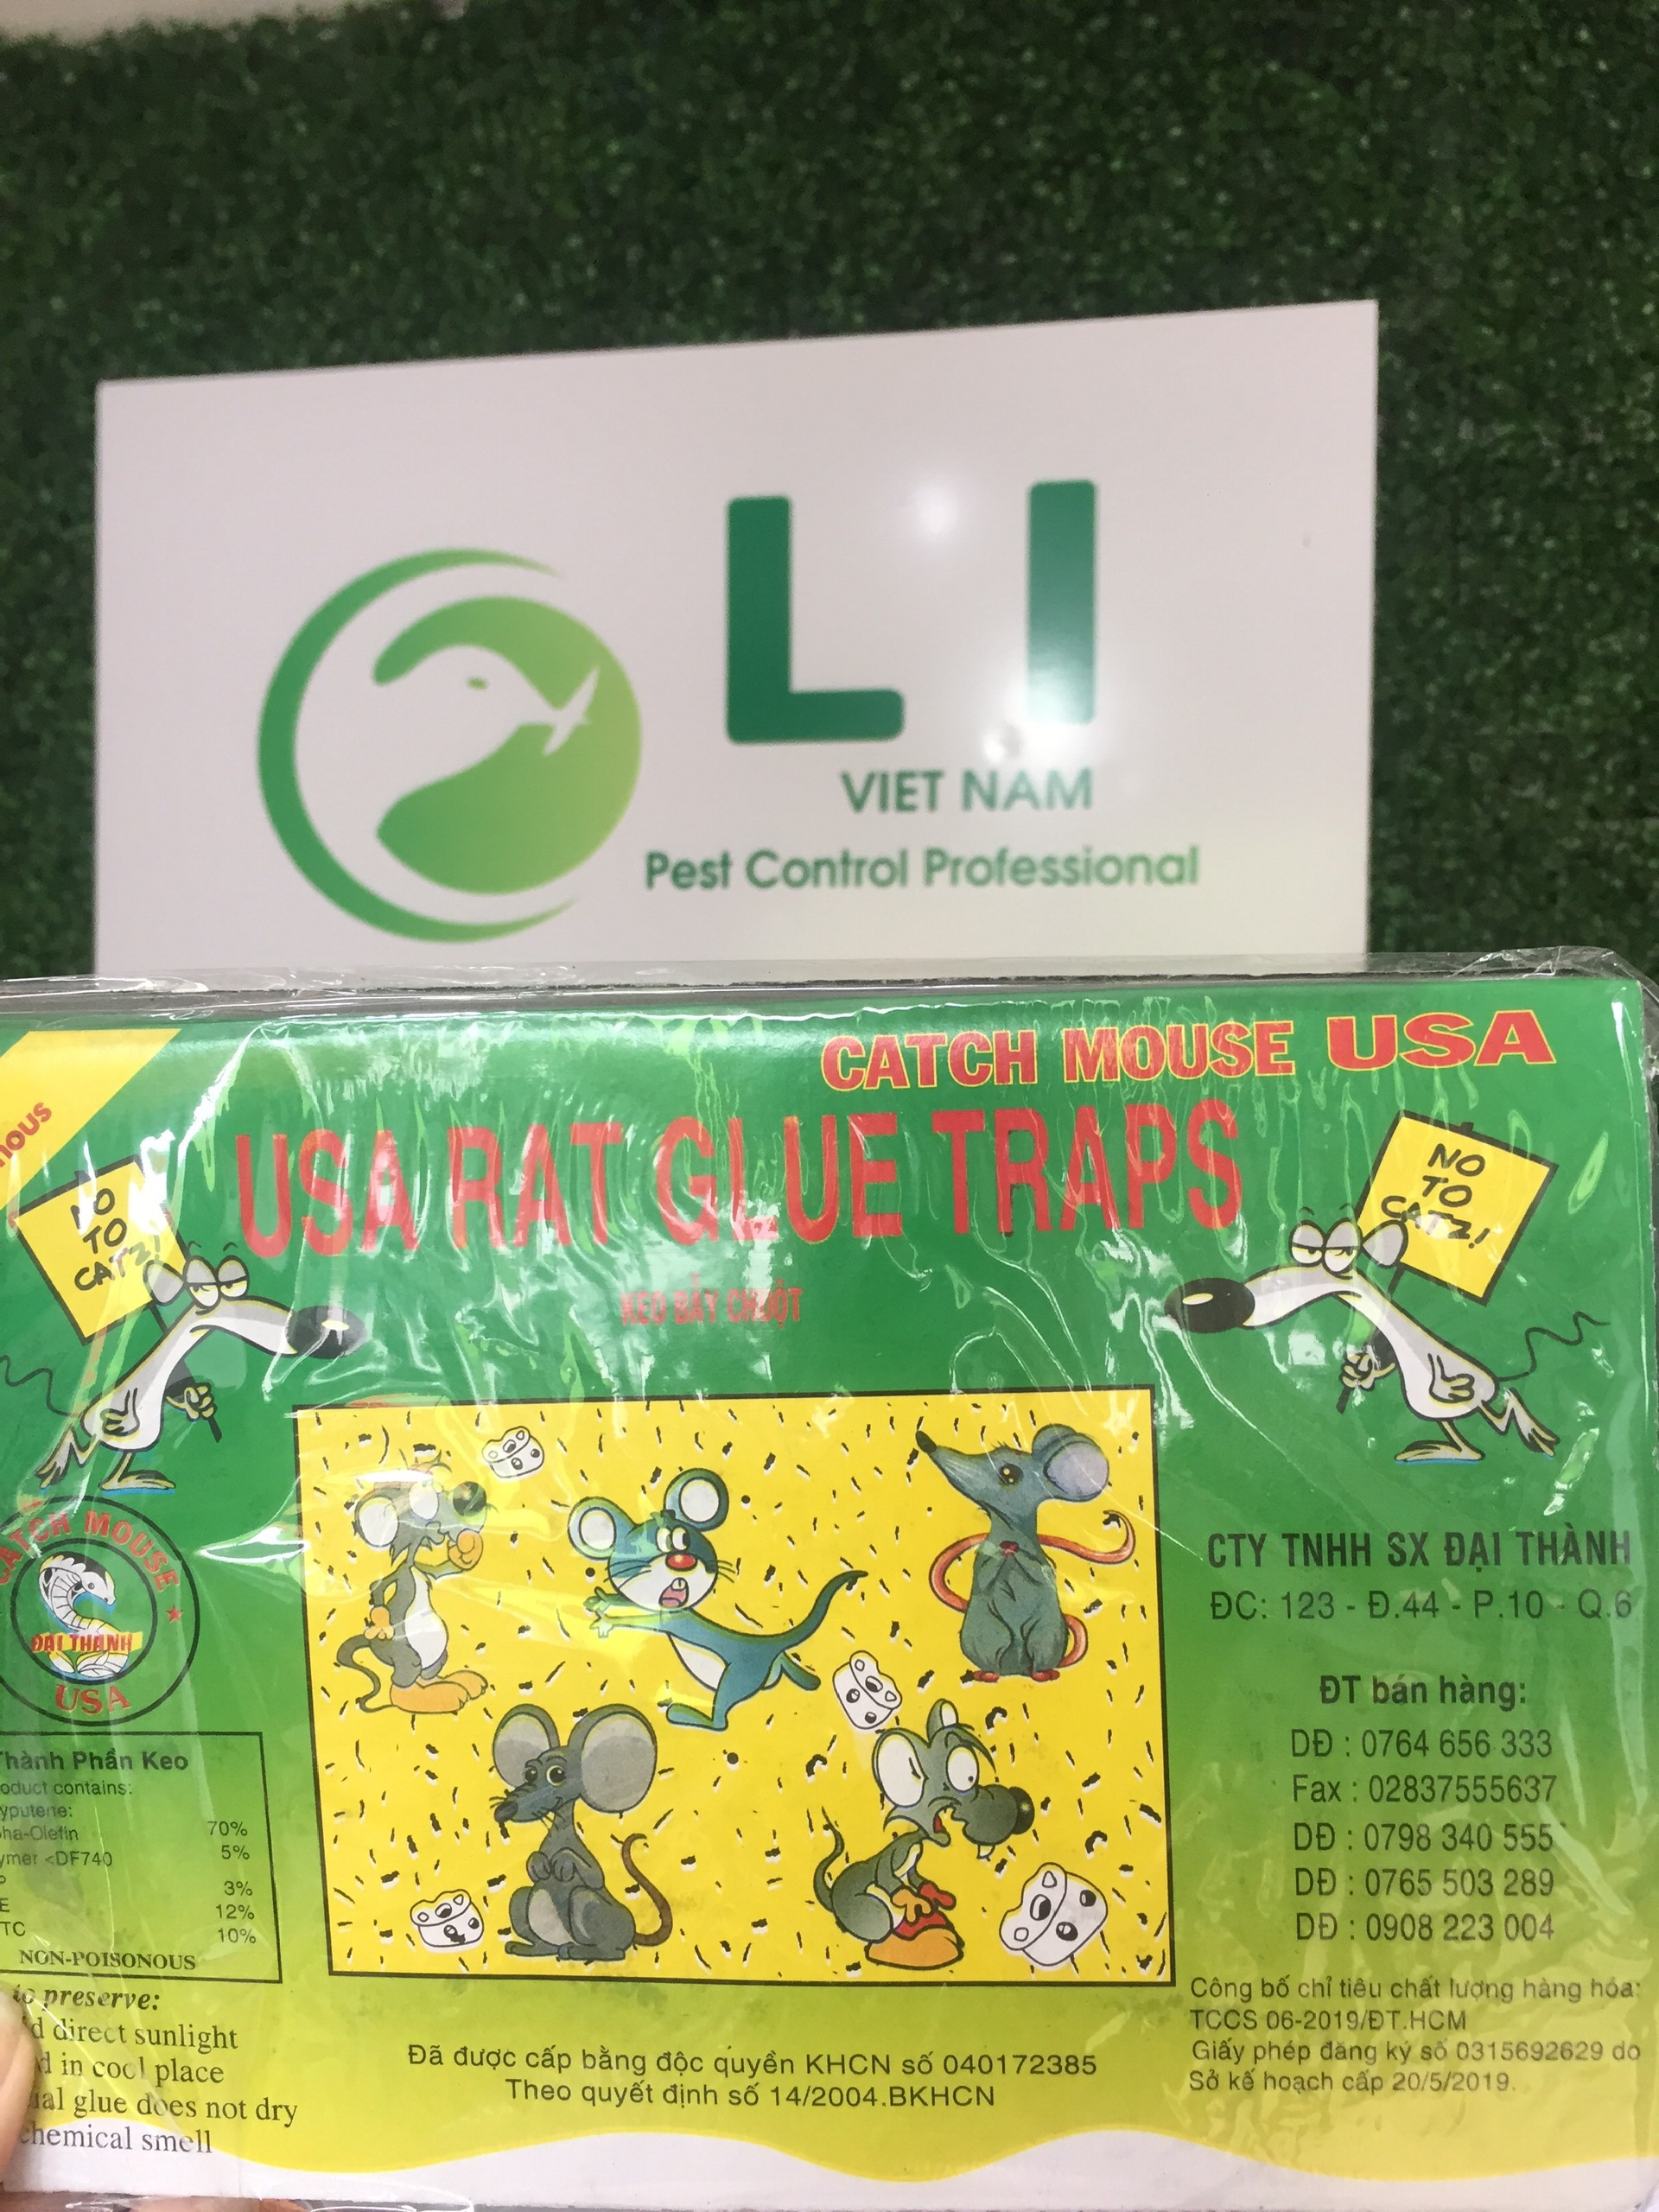 LI
VIET NAM
Pest Control Professional
CATCH MOUSE USA
USA RAT GLUE TRAPS
KEO BẪY CHUỘT
NO
TO
CATZ!
NO
TO
CATZ!
CATCH MOUSE
ĐẠI THÀNH
USA
Thành Phần Keo
contains:
70%
<DF740 5%
3%
12%
10%
NON-POISONOUS
to preserve:
direct sunlight
in cool place
glue does not dry
chemical smell
CTY TNHH SX ĐẠI THÀNH
ĐC: 123 - Đ.44 - P.10 - Q.6
ĐT bán hàng:
DĐ : 0764 656 333
Fax : 02837555637
DĐ : 0798 340 555
DĐ : 0765 503 289
DĐ : 0908 223 004
Công bố chỉ tiêu chất lượng hàng hóa:
TCCS 06-2019/ĐT.HCM
Giấy phép đăng ký số 0315692629 do
Sở kế hoạch cấp 20/5/2019.
Đã được cấp bằng độc quyền KHCN số 040172385
Theo quyết định số 14/2004.BKHCN